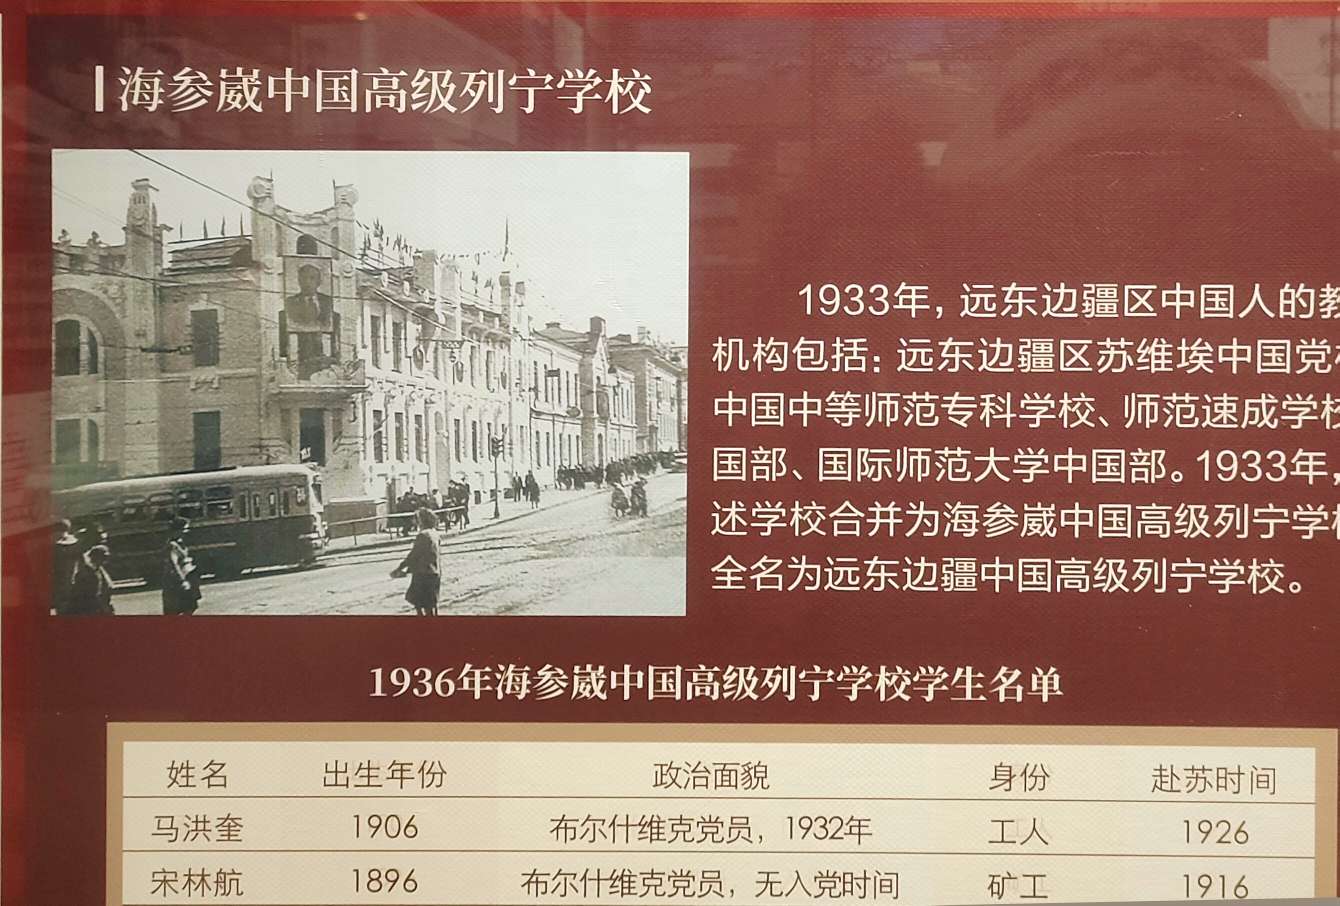 海参崴中国高级列宁学校
1933年，远东边疆区中国人的教
机构包括：远东边疆区苏维埃中国党
中国中等师范专科学校、师范速成学校
国部、国际师范大学中国部。1933年，
述学校合并为海参崴中国高级列宁学校
全名为远东边疆中国高级列宁学校。
1936年海参崴中国高级列宁学校学生名单
姓名 出生年份 政治面貌 身份 赴苏时间
马洪奎 1906 布尔什维克党员，1932年 工人 1926
宋林航 1896 布尔什维克党员，无入党时间 矿工 1916